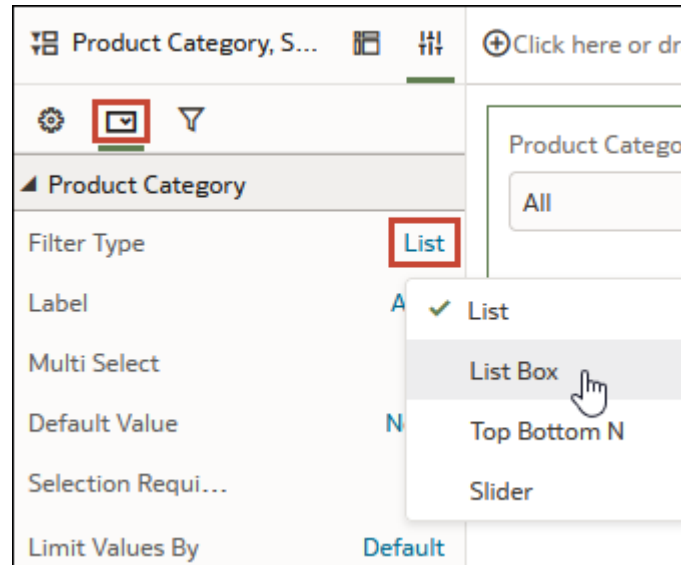 Product Category, S...
Click here or dr
Product Catego
All
Product Category
Filter Type List
Label A
Multi Select
Default Value N
Selection Requi...
Limit Values By Default
List
List Box
Top Bottom N
Slider